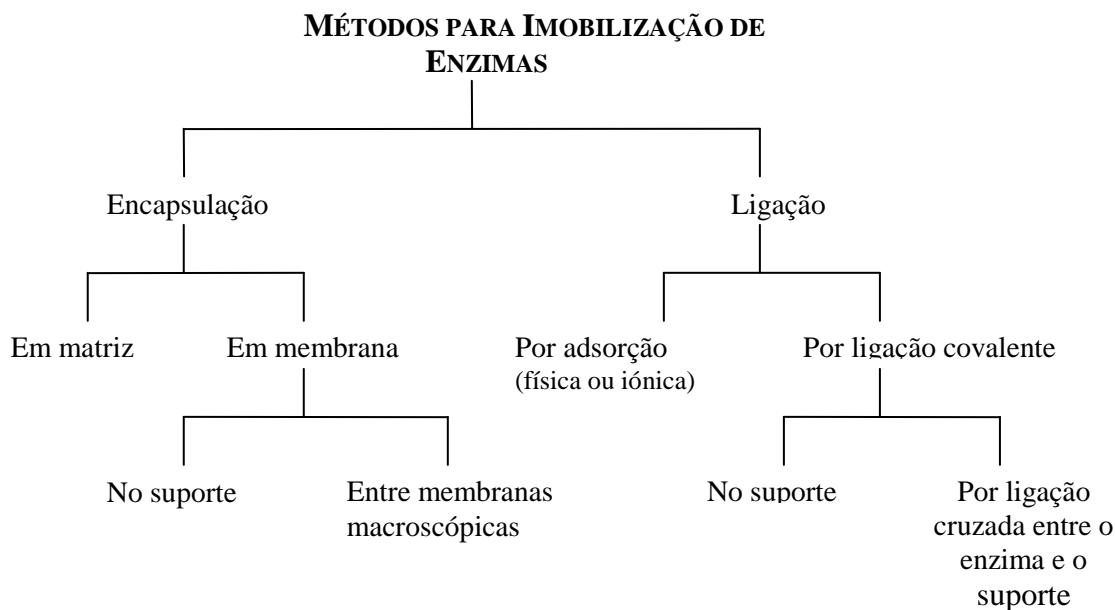 MÉTODOS PARA IMOBILIZAÇÃO DE
ENZIMAS
Encapsulação
Ligação
Em matriz
Em membrana
Por adsorção
(física ou iónica)
Por ligação covalente
No suporte
Entre membranas
macroscópicas
No suporte
Por ligação
cruzada entre o
enzima e o
suporte